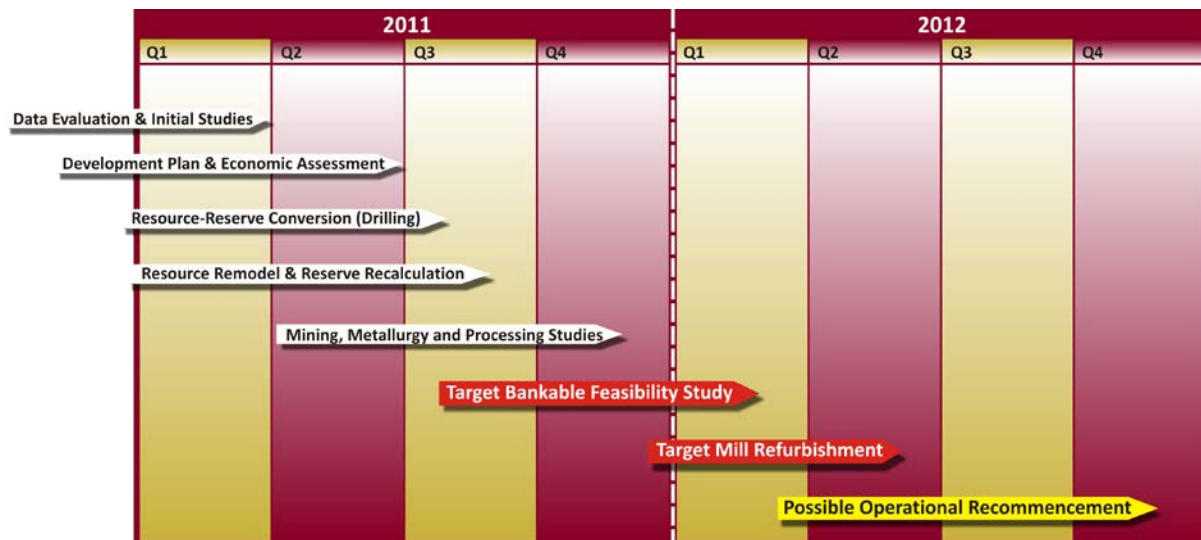 2011
2012
Q1
Q2
Q3
Q4
Q1
Q2
Q3
Q4
Data Evaluation & Initial Studies
Development Plan & Economic Assessment
Resource-Reserve Conversion (Drilling)
Resource Remodel & Reserve Recalculation
Mining, Metallurgy and Processing Studies
Target Bankable Feasibility Study
Target Mill Refurbishment
Possible Operational Recommencement